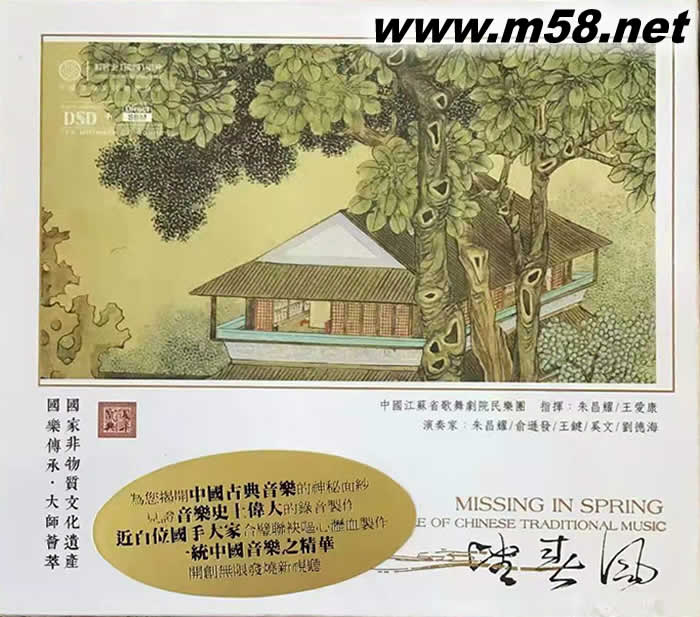 www.m58.net
DSD + Direct SBM
中國江蘇省歌舞劇院民樂團 指揮：朱昌耀/王愛康
演奏家：朱昌耀/俞遜發/王鍵/奚文/劉德海
國家非物質文化遺產
國樂傳承·大師薈萃
為您揭開中國古典音樂的神秘面紗
見證音樂史上偉大的錄音製作
近百位國手大家合璧聯袂嘔心瀝血製作
一統中國音樂之精華
開創無限發燒新視聽
MISSING IN SPRING
E OF CHINESE TRADITIONAL MUSIC